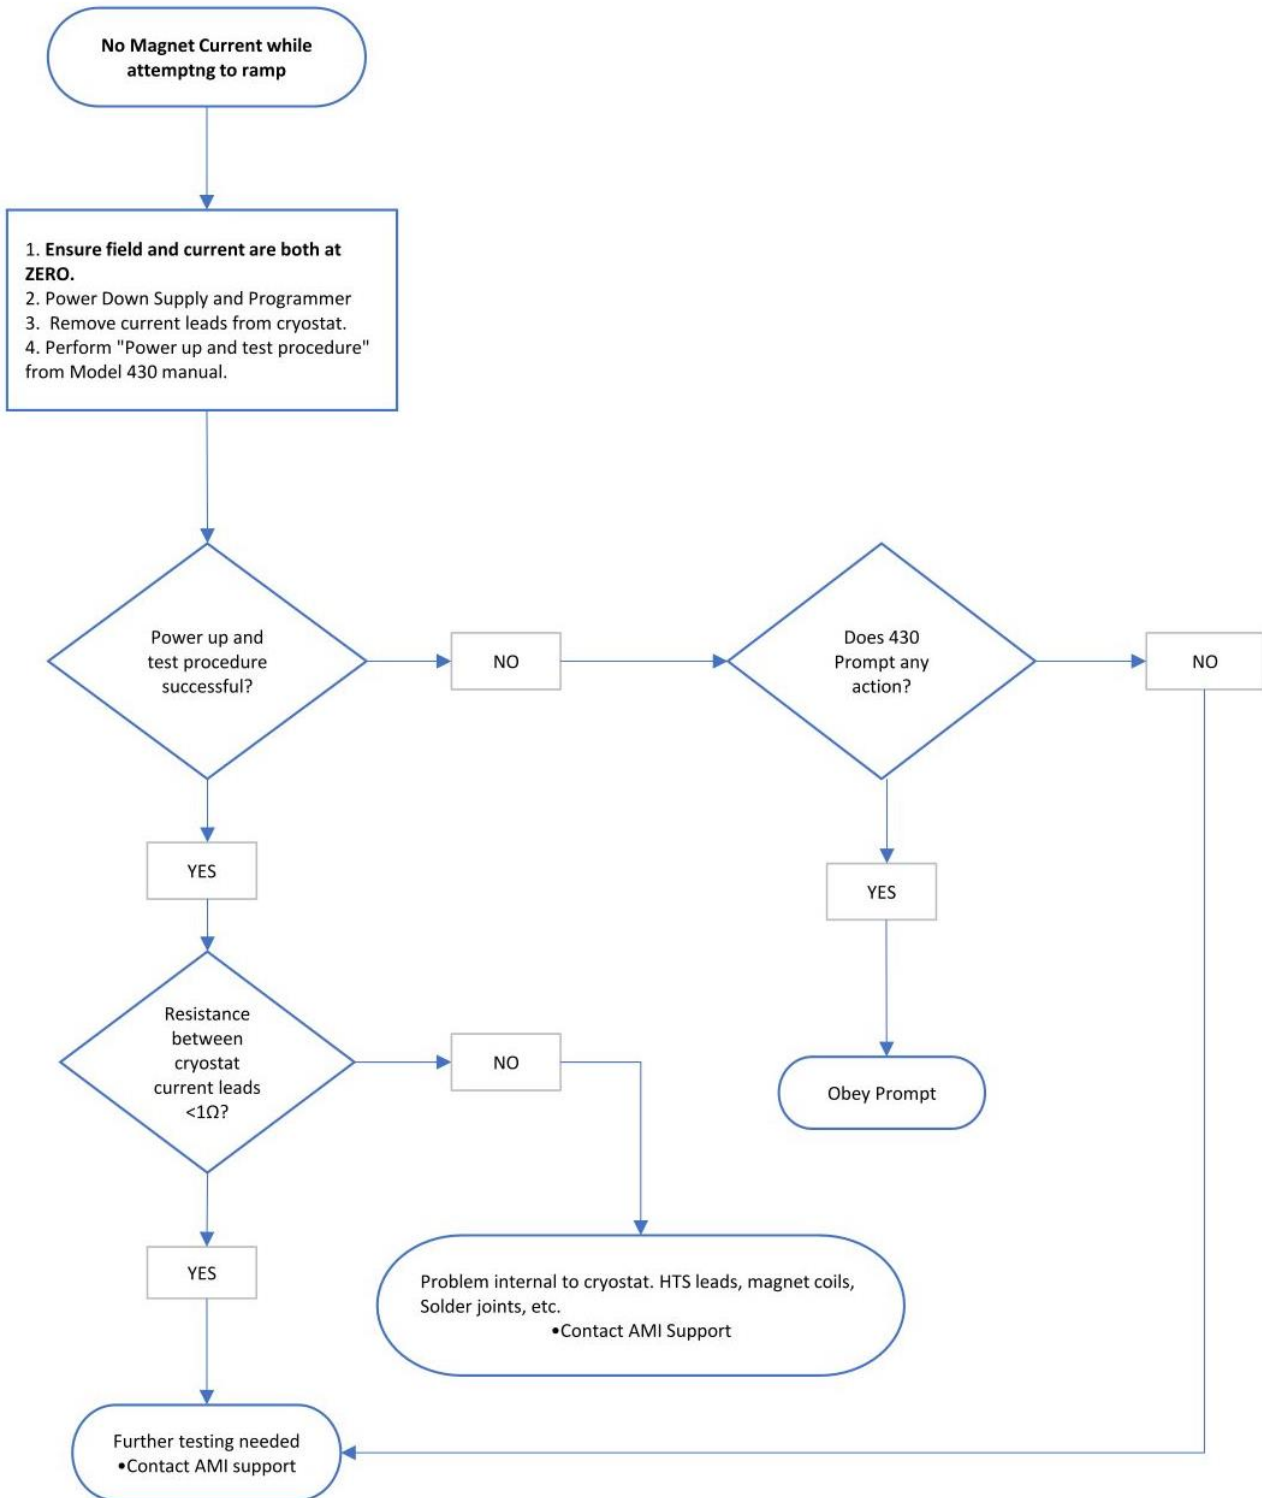 No Magnet Current while
attemptng to ramp
1. Ensure field and current are both at
ZERO.
2. Power Down Supply and Programmer
3.  Remove current leads from cryostat.
4. Perform "Power up and test procedure"
from Model 430 manual.
Power up and
test procedure
successful?
NO
Does 430
Prompt any
action?
NO
YES
YES
Resistance
between
cryostat
current leads
<1Ω?
NO
Obey Prompt
YES
Problem internal to cryostat. HTS leads, magnet coils,
Solder joints, etc.
•Contact AMI Support
Further testing needed
•Contact AMI support